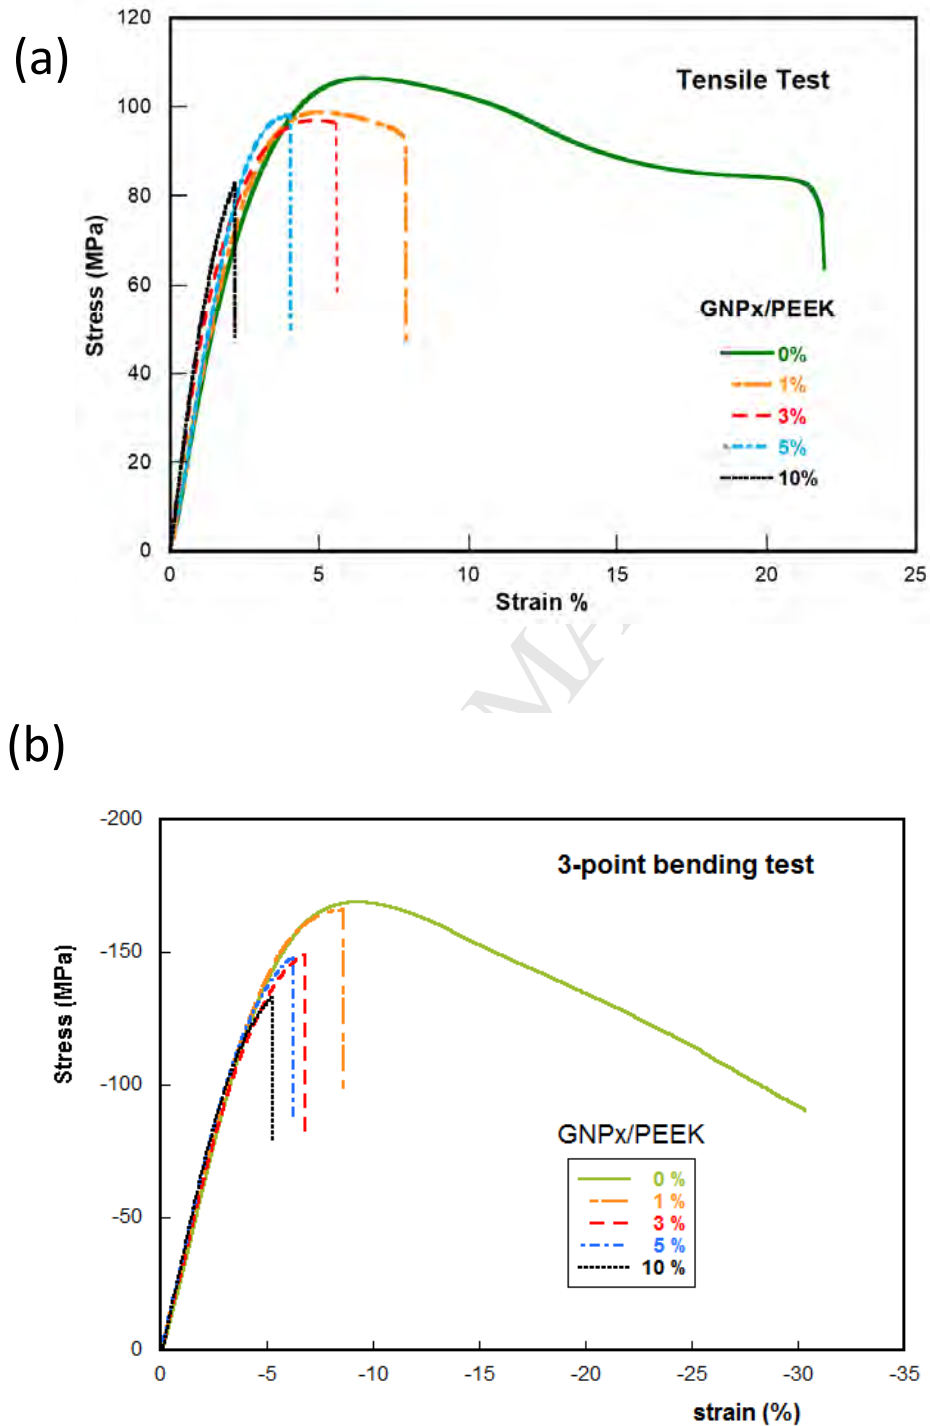 (a)
120
100
80
60
40
20
0
Stress (MPa)
Tensile Test
GNPx/PEEK
0%
1%
3%
5%
10%
0 5 10 15 20 25
Strain %
MA
(b)
-200
-150
-100
-50
0
Stress (MPa)
3-point bending test
GNPx/PEEK
0 %
1 %
3 %
5 %
10 %
0 -5 -10 -15 -20 -25 -30 -35
strain (%)